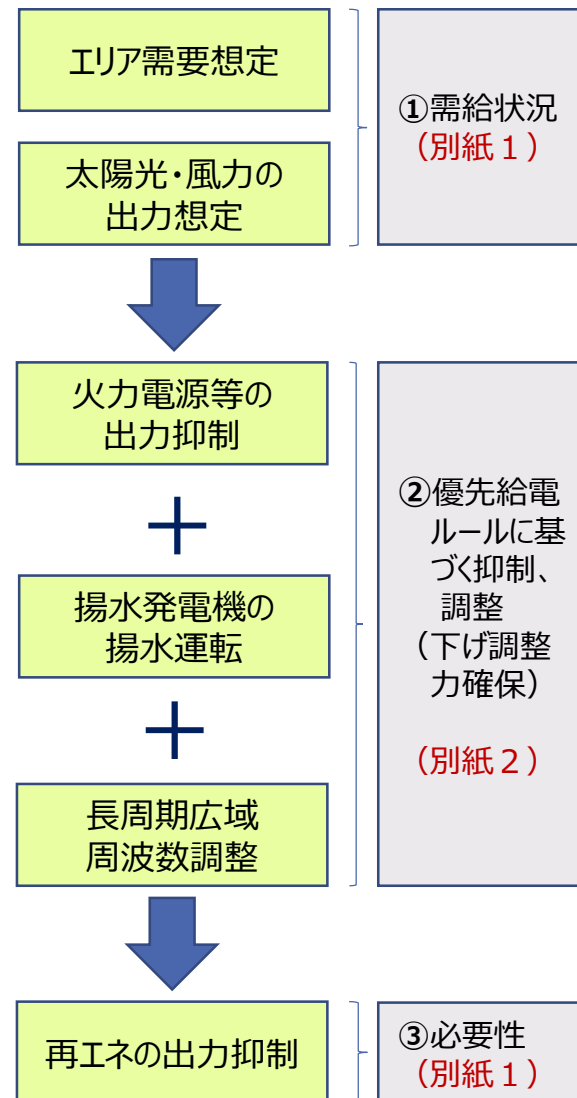 エリア需要想定
太陽光・風力の
出力想定
①需給状況
（別紙１）
火力電源等の
出力抑制
＋
揚水発電機の
揚水運転
＋
長周期広域
周波数調整
②優先給電
ルールに基
づく抑制、
調整
（下げ調整
力確保）
（別紙２）
再エネの出力抑制
③必要性
（別紙１）